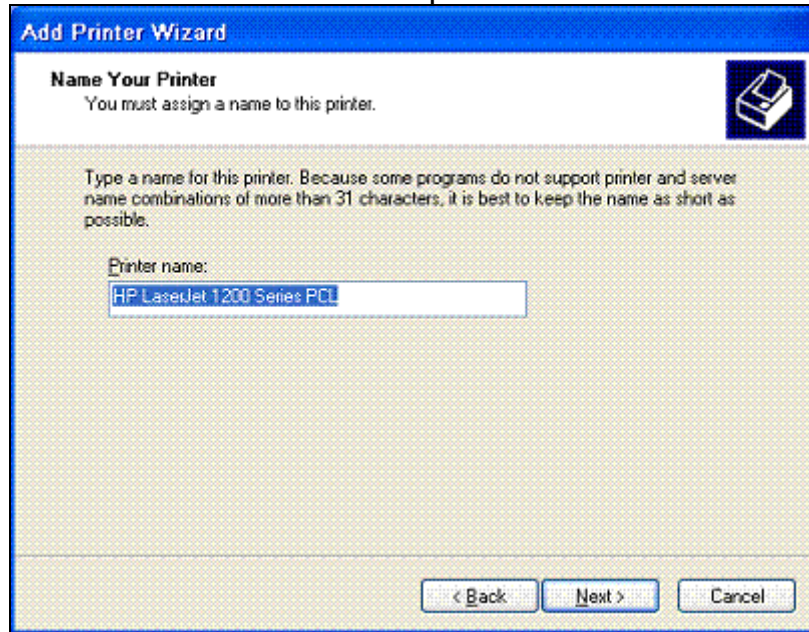 Add Printer Wizard
Name Your Printer
You must assign a name to this printer.
Type a name for this printer. Because some programs do not support printer and server
name combinations of more than 31 characters, it is best to keep the name as short as
possible.
Printer name:
HP LaserJet 1200 Series PCL
< Back Next > Cancel